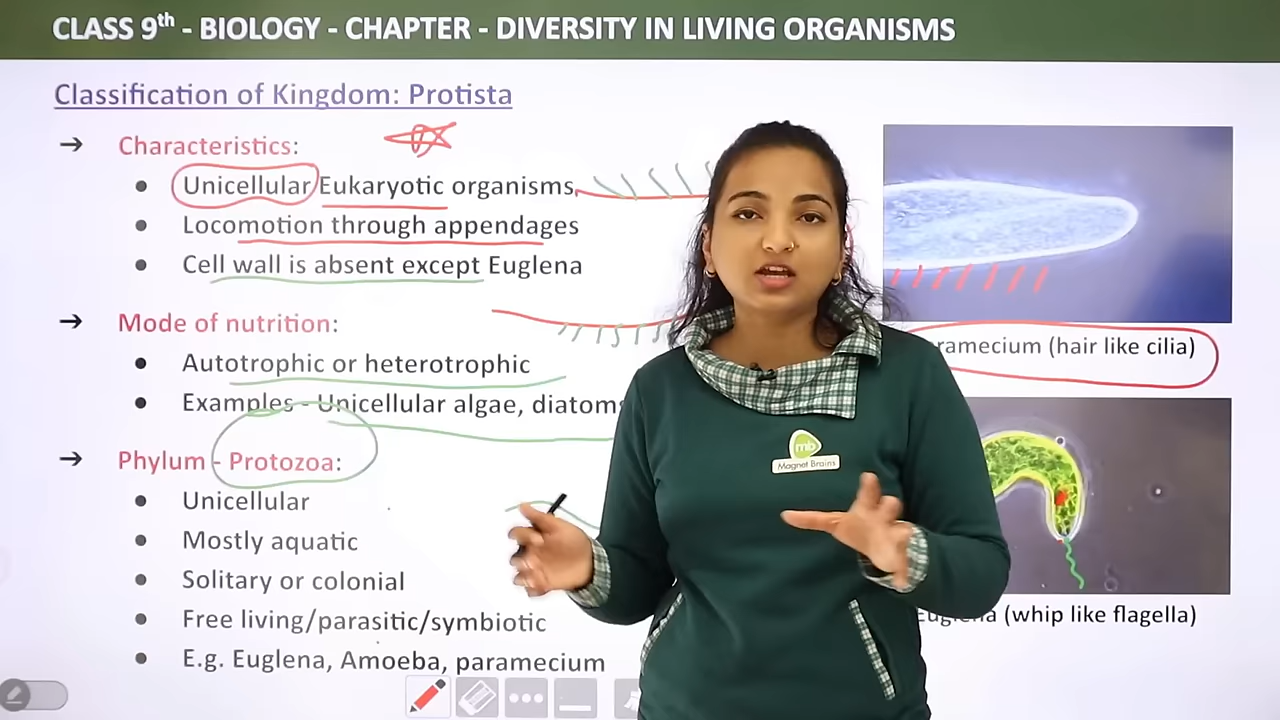 CLASS 9th - BIOLOGY - CHAPTER - DIVERSITY IN LIVING ORGANISMS
Classification of Kingdom: Protista
➔ Characteristics:
● Unicellular Eukaryotic organisms,
● Locomotion through appendages
● Cell wall is absent except Euglena
➔ Mode of nutrition:
● Autotrophic or heterotrophic
● Examples - Unicellular algae, diatoms
➔ Phylum - Protozoa:
● Unicellular
● Mostly aquatic
● Solitary or colonial
● Free living/parasitic/symbiotic
● E.g. Euglena, Amoeba, paramecium
ramecium (hair like cilia)
Euglena (whip like flagella)
mb
Magnet Brains